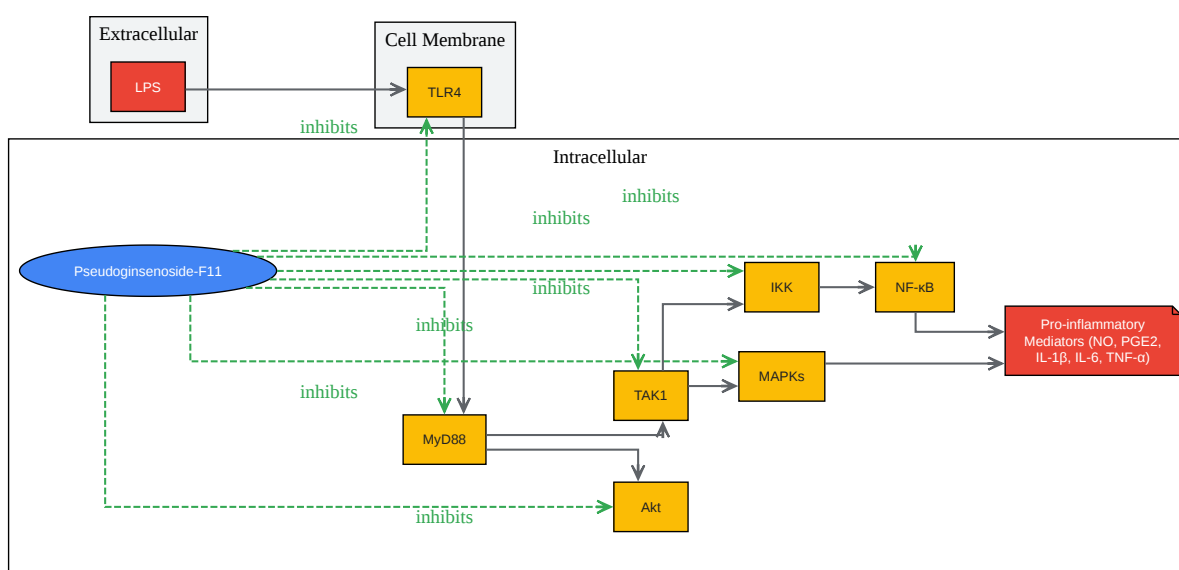 Extracellular
Cell Membrane
LPS
TLR4
inhibits
Intracellular
inhibits
inhibits
Pseudoginsenoside-F11
IKK
NF-κB
inhibits
inhibits
Pro-inflammatory
Mediators (NO, PGE2,
IL-1β, IL-6, TNF-α)
MAPKs
TAK1
inhibits
MyD88
Akt
inhibits